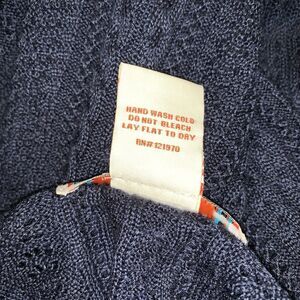 HAND WASH COLD
DO NOT BLEACH
LAY FLAT TO DRY
RN#121970